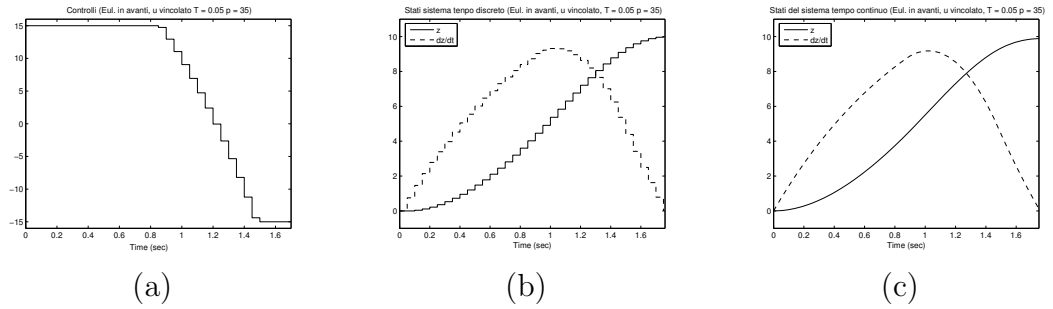 Controlli (Eul. in avanti, u vincolato T = 0.05 p = 35)
15
10
5
0
−5
−10
−15
0 0.2 0.4 0.6 0.8 1 1.2 1.4 1.6
Time (sec)
(a)
Stati sistema tenpo discreto (Eul. in avanti, u vincolato, T = 0.05 p = 35)
z
dz/dt
10
8
6
4
2
0
0 0.2 0.4 0.6 0.8 1 1.2 1.4 1.6
Time (sec)
(b)
Stati del sistema tempo continuo (Eul. in avanti, u vincolato, T = 0.05 p = 35)
z
dz/dt
10
8
6
4
2
0
0 0.2 0.4 0.6 0.8 1 1.2 1.4 1.6
Time (sec)
(c)